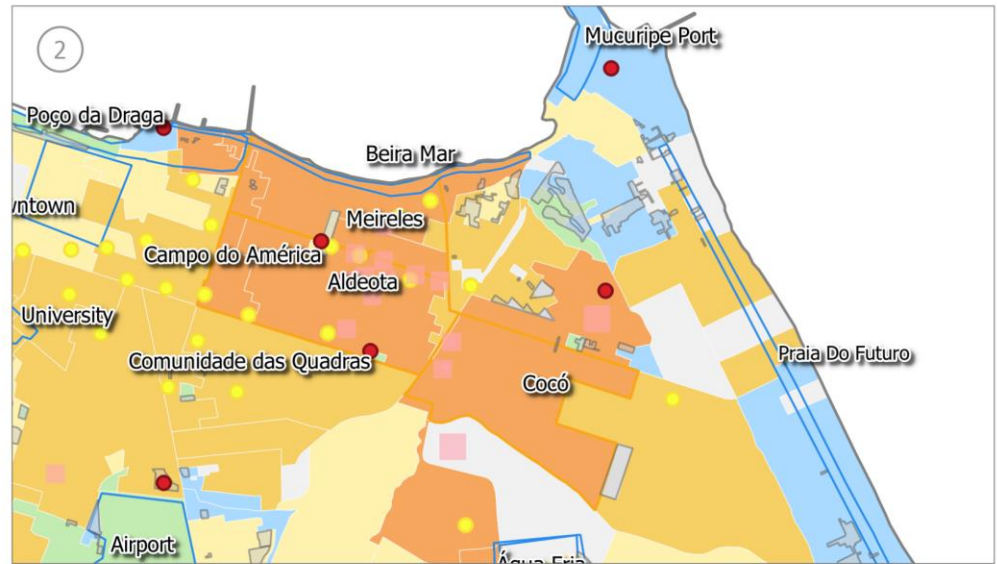 2
Mucuripe Port
Poço da Draga
Beira Mar
ntown
Meireles
Campo do América
Aldeota
University
Praia Do Futuro
Comunidade das Quadras
Cocó
Airport
Água Fria